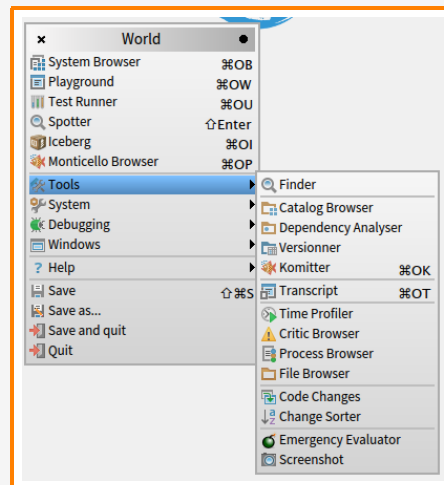 World
System Browser ⌘OB
Playground ⌘OW
Test Runner ⌘OU
Spotter ⇧Enter
Iceberg ⌘OI
Monticello Browser ⌘OP
Tools
System
Debugging
Windows
Help
Save ⇧⌘S
Save as...
Save and quit
Quit
Finder
Catalog Browser
Dependency Analyser
Versionner
Komitter ⌘OK
Transcript ⌘OT
Time Profiler
Critic Browser
Process Browser
File Browser
Code Changes
Change Sorter
Emergency Evaluator
Screenshot